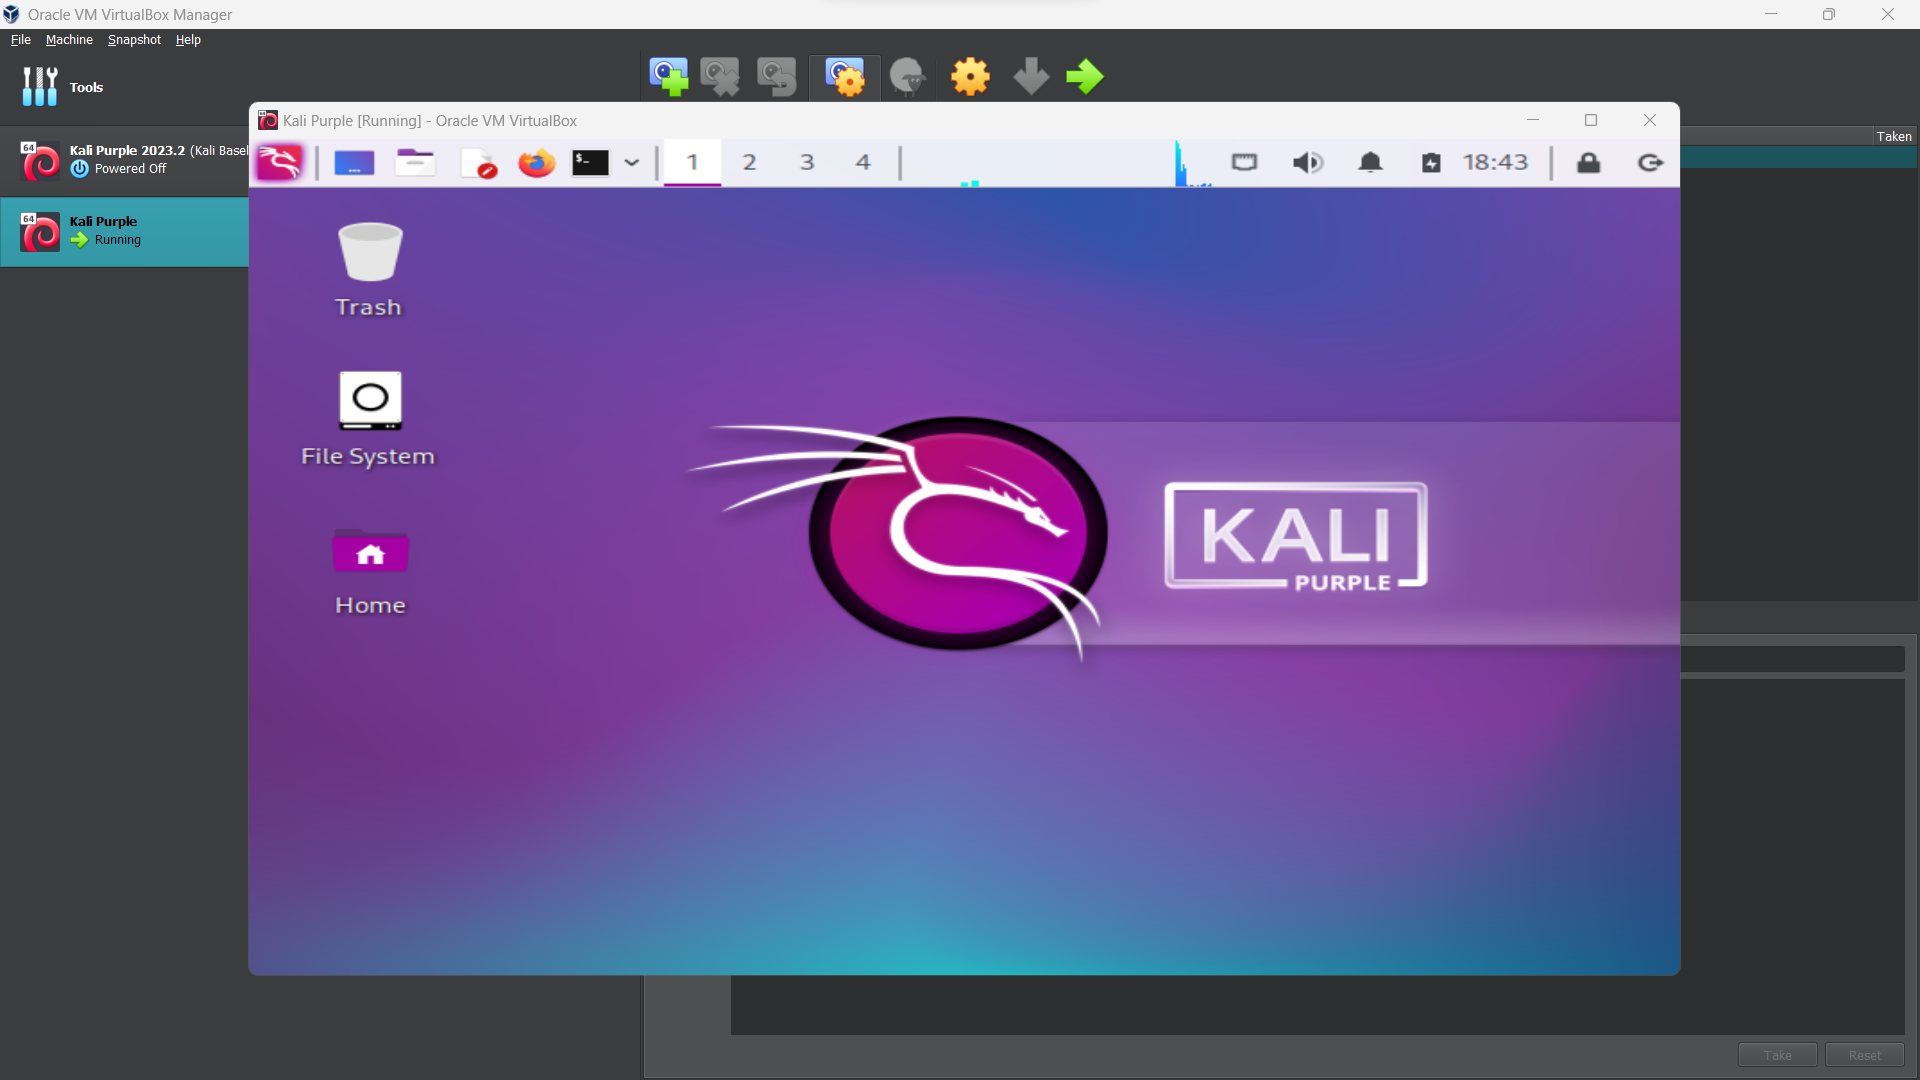 Oracle VM VirtualBox Manager
File Machine Snapshot Help
Tools
64
Kali Purple 2023.2 (Kali Basel
Powered Off
64
Kali Purple
Running
Taken
Kali Purple [Running] - Oracle VM VirtualBox
$_
1 2 3 4
18:43
Trash
File System
Home
KALI
PURPLE
Take
Reset